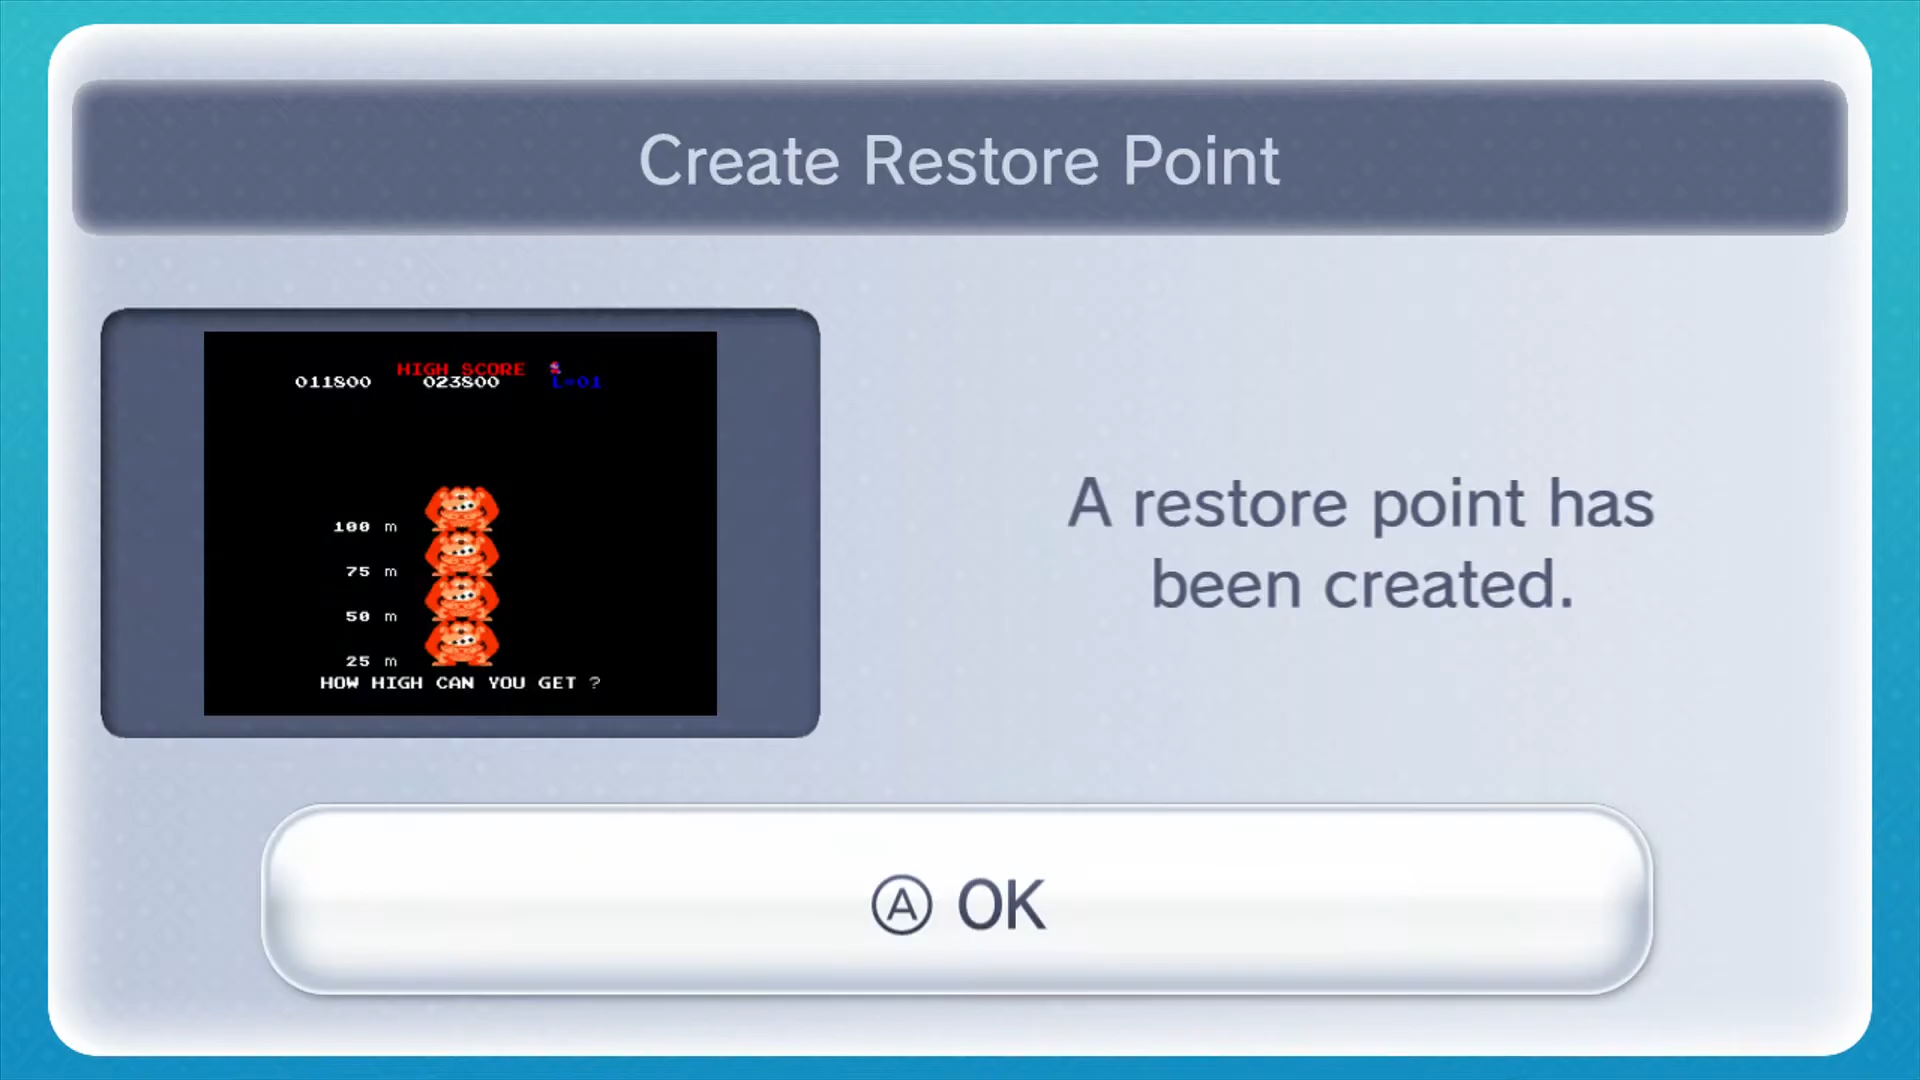 Create Restore Point
HIGH SCORE
011800 023800 L=01
100 m
75 m
50 m
25 m
HOW HIGH CAN YOU GET ?
A restore point has
been created.
Ⓐ OK